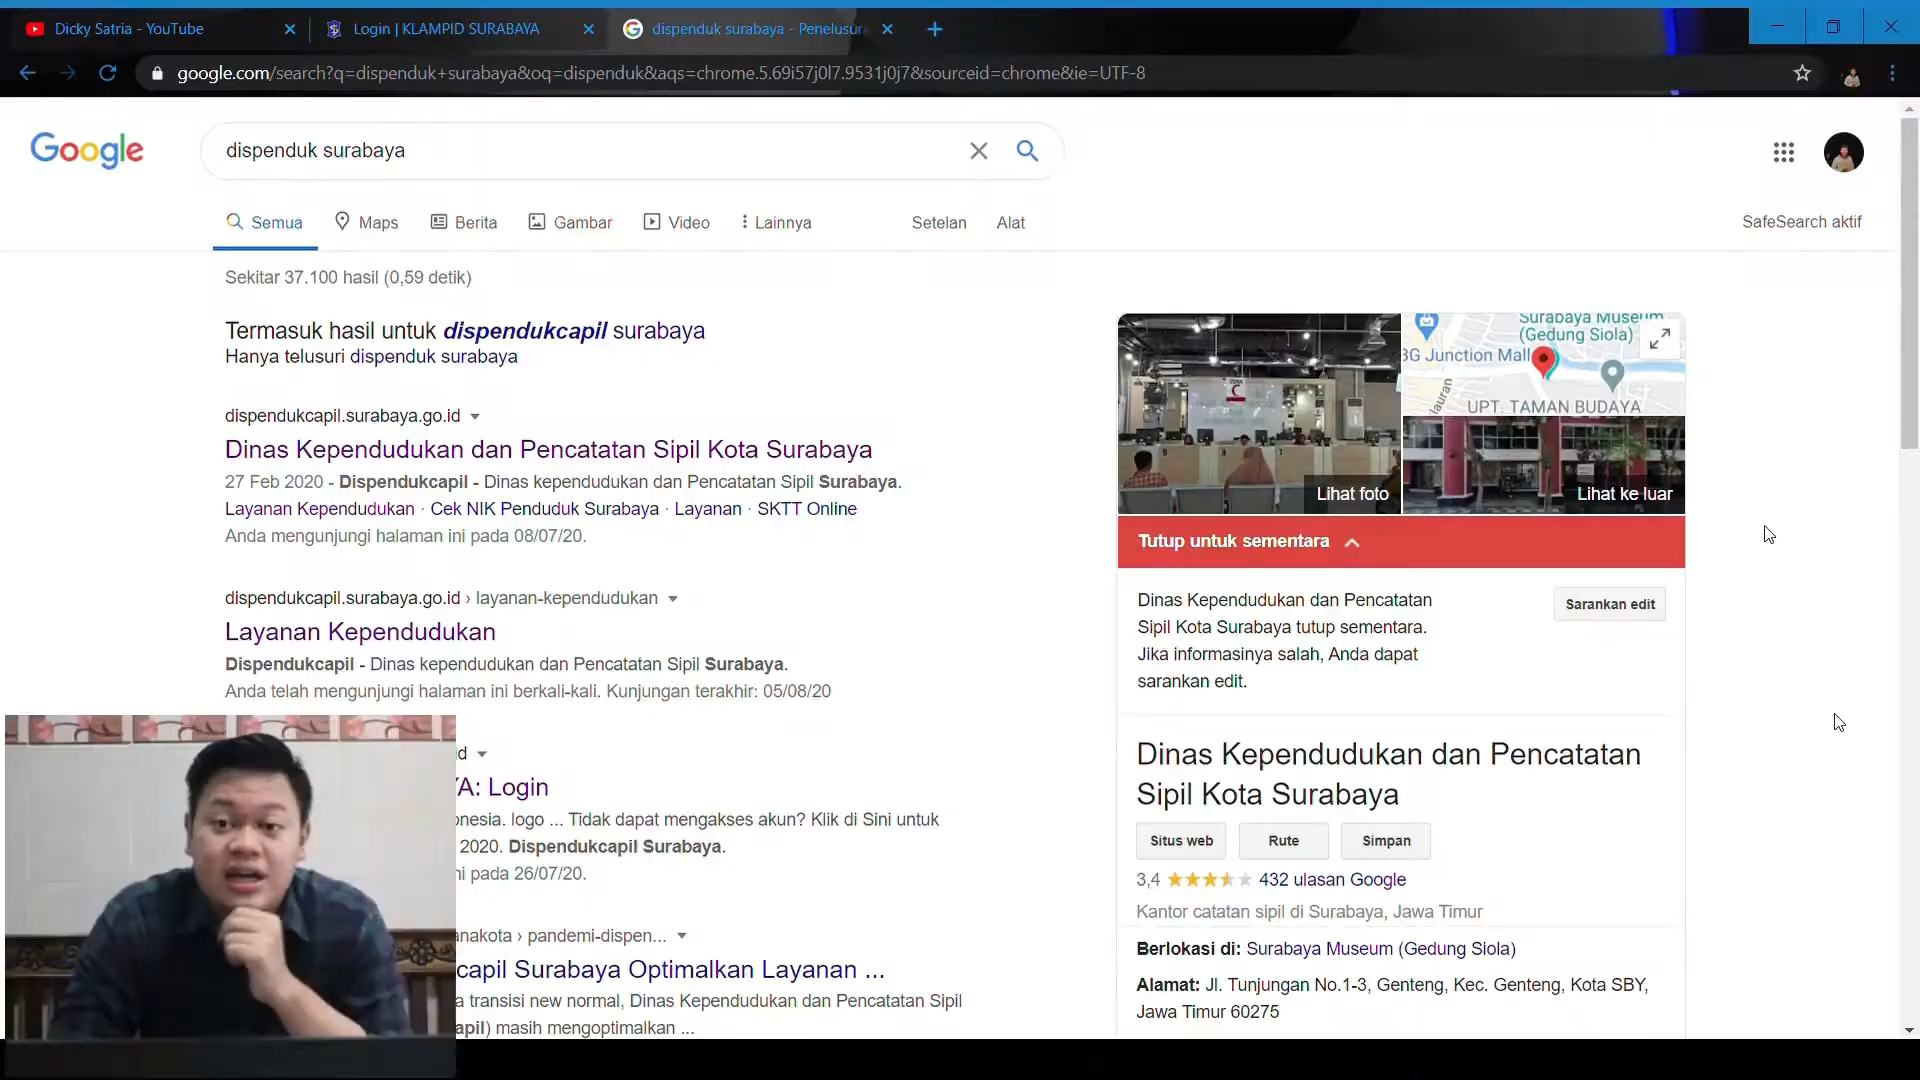 Dicky Satria - YouTube
Login | KLAMPID SURABAYA
dispenduk surabaya - Penelusur
google.com/search?q=dispenduk+surabaya&oq=dispenduk&aqs=chrome.5.69i57j0l7.9531j0j7&sourceid=chrome&ie=UTF-8
Google
dispenduk surabaya
Semua
Maps
Berita
Gambar
Video
Lainnya
Setelan
Alat
SafeSearch aktif
Sekitar 37.100 hasil (0,59 detik)
Termasuk hasil untuk dispendukcapil surabaya
Hanya telusuri dispenduk surabaya
dispendukcapil.surabaya.go.id
Dinas Kependudukan dan Pencatatan Sipil Kota Surabaya
27 Feb 2020 - Dispendukcapil - Dinas kependudukan dan Pencatatan Sipil Surabaya.
Layanan Kependudukan · Cek NIK Penduduk Surabaya · Layanan · SKTT Online
Anda mengunjungi halaman ini pada 08/07/20.
dispendukcapil.surabaya.go.id › layanan-kependudukan
Layanan Kependudukan
Dispendukcapil - Dinas kependudukan dan Pencatatan Sipil Surabaya.
Anda telah mengunjungi halaman ini berkali-kali. Kunjungan terakhir: 05/08/20
id
YA: Login
onesia. logo ... Tidak dapat mengakses akun? Klik di Sini untuk
2020. Dispendukcapil Surabaya.
ni pada 26/07/20.
anakota › pandemi-dispen...
capil Surabaya Optimalkan Layanan ...
a transisi new normal, Dinas Kependudukan dan Pencatatan Sipil
apil) masih mengoptimalkan ...
Lihat foto
Surabaya Museum
(Gedung Siola)
BG Junction Mall
lauran
UPT. TAMAN BUDAYA
Lihat ke luar
Tutup untuk sementara
Dinas Kependudukan dan Pencatatan
Sipil Kota Surabaya tutup sementara.
Jika informasinya salah, Anda dapat
sarankan edit.
Sarankan edit
Dinas Kependudukan dan Pencatatan
Sipil Kota Surabaya
Situs web
Rute
Simpan
3,4
432 ulasan Google
Kantor catatan sipil di Surabaya, Jawa Timur
Berlokasi di: Surabaya Museum (Gedung Siola)
Alamat: Jl. Tunjungan No.1-3, Genteng, Kec. Genteng, Kota SBY,
Jawa Timur 60275